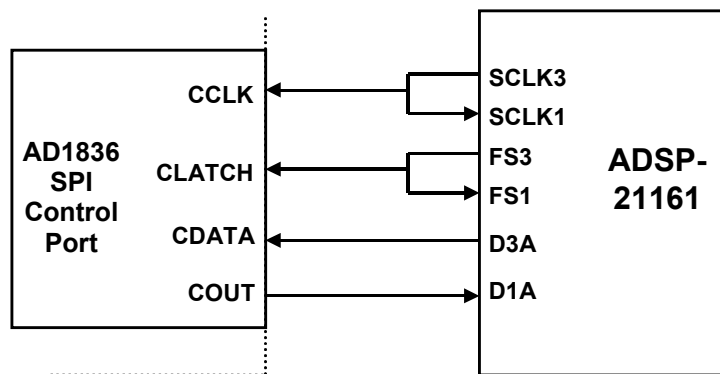 AD1836
SPI
Control
Port
CCLK
CLATCH
CDATA
COUT
SCLK3
SCLK1
FS3
FS1
D3A
D1A
ADSP-
21161